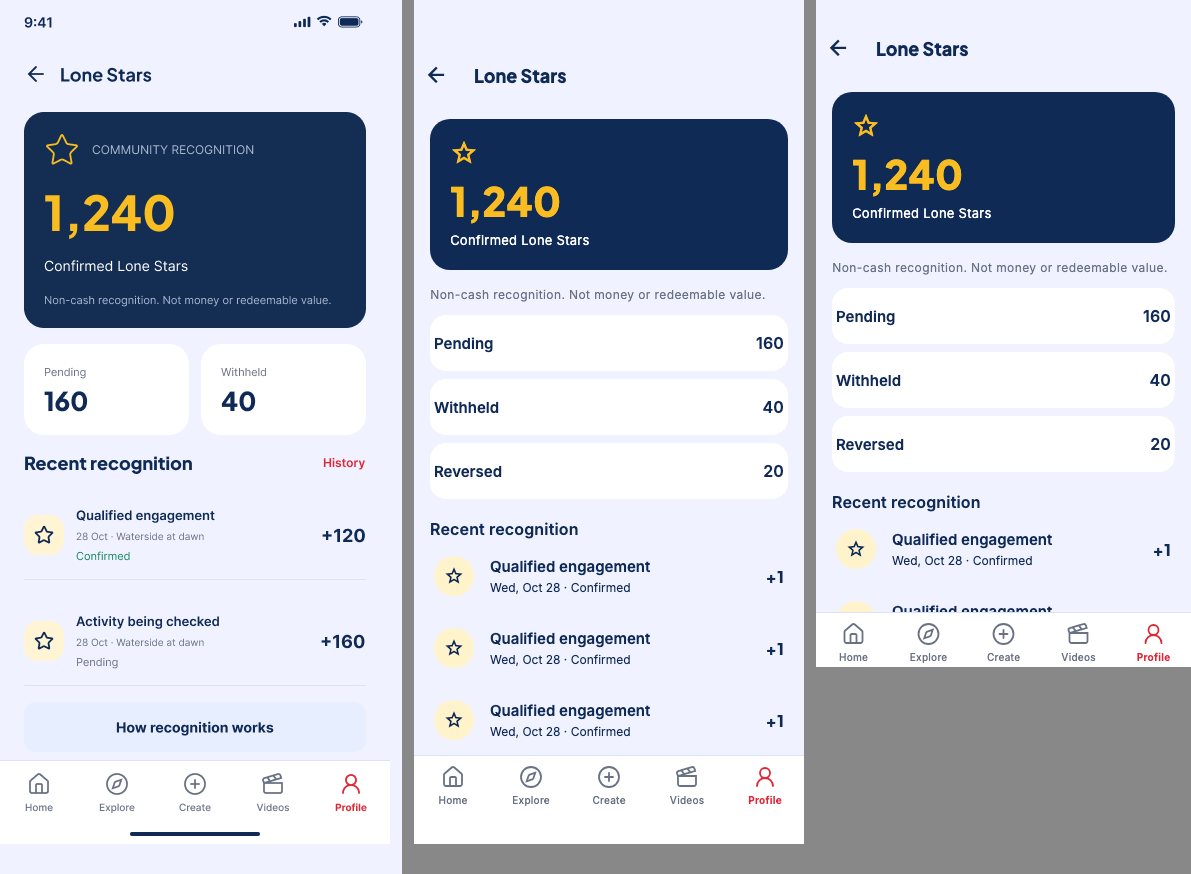 9:41
Lone Stars
COMMUNITY RECOGNITION
1,240
Confirmed Lone Stars
Non-cash recognition. Not money or redeemable value.
Pending
160
Withheld
40
Recent recognition
History
Qualified engagement
28 Oct · Waterside at dawn
Confirmed
+120
Activity being checked
28 Oct · Waterside at dawn
Pending
+160
How recognition works
Home
Explore
Create
Videos
Profile
Lone Stars
1,240
Confirmed Lone Stars
Non-cash recognition. Not money or redeemable value.
Pending 160
Withheld 40
Reversed 20
Recent recognition
Qualified engagement
Wed, Oct 28 · Confirmed
+1
Qualified engagement
Wed, Oct 28 · Confirmed
+1
Qualified engagement
Wed, Oct 28 · Confirmed
+1
Home
Explore
Create
Videos
Profile
Lone Stars
1,240
Confirmed Lone Stars
Non-cash recognition. Not money or redeemable value.
Pending 160
Withheld 40
Reversed 20
Recent recognition
Qualified engagement
Wed, Oct 28 · Confirmed
+1
Qualified engagement
Home
Explore
Create
Videos
Profile